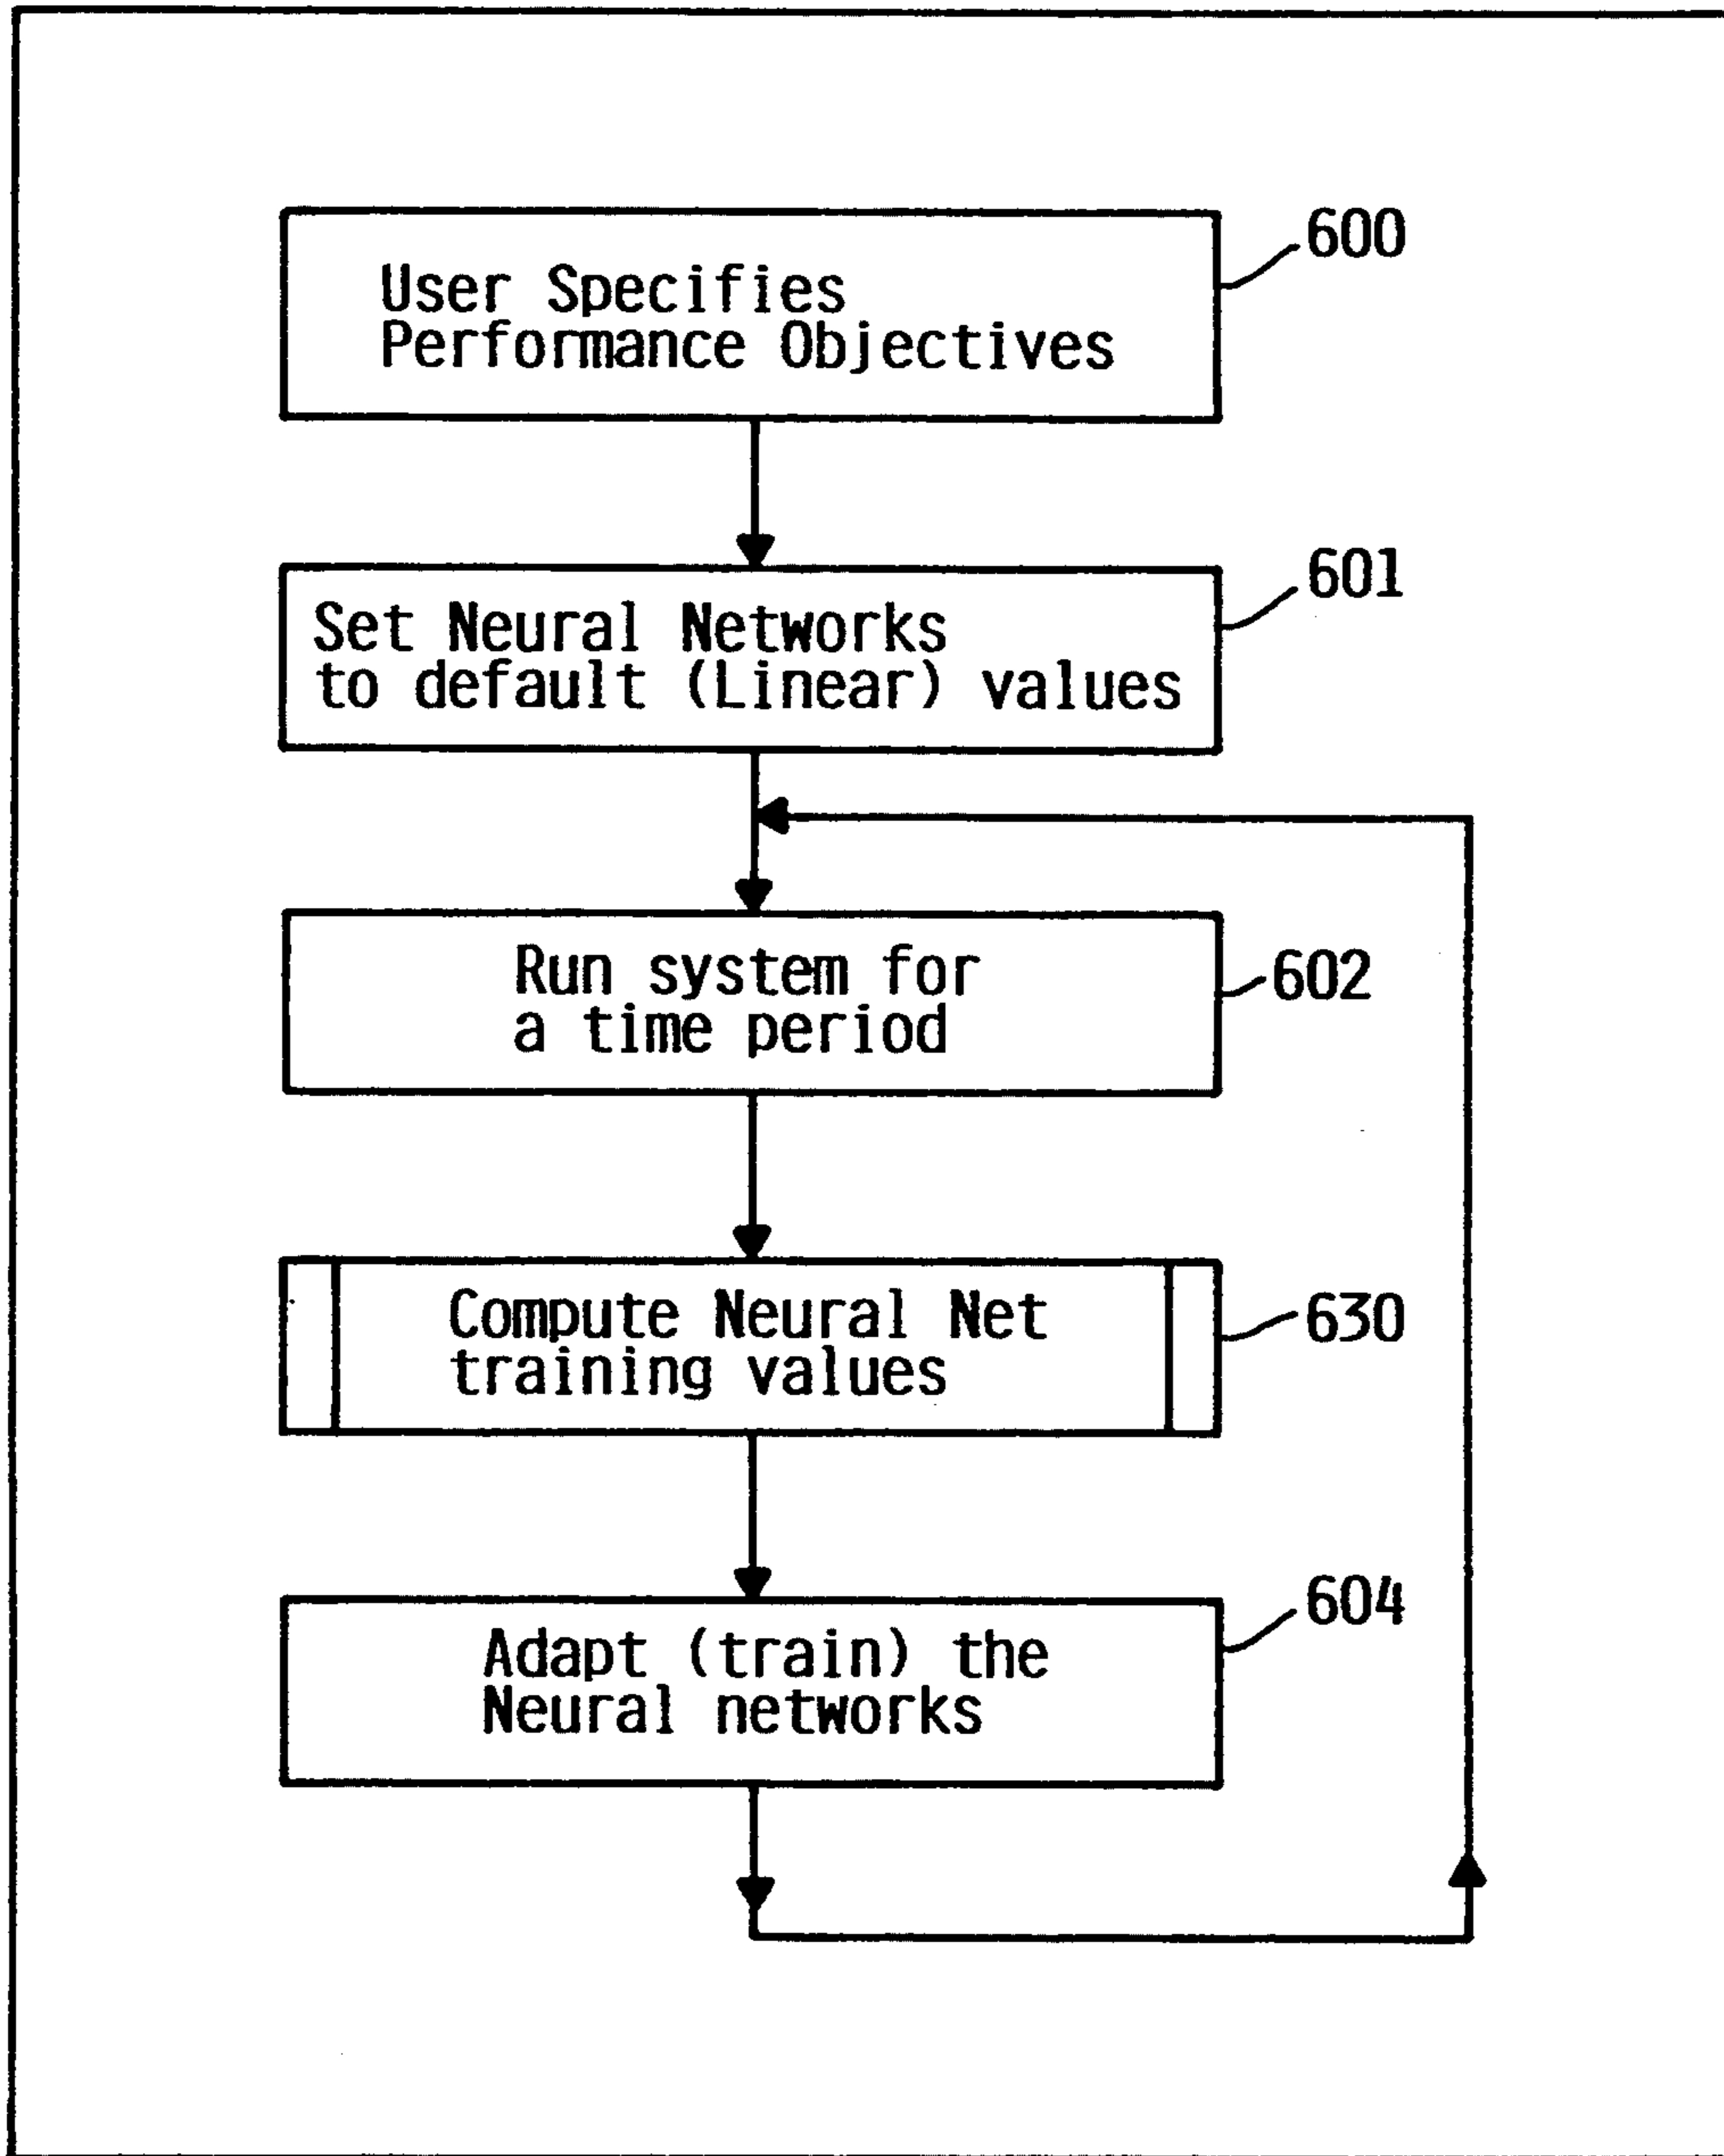 User Specifies
Performance Objectives
600
Set Neural Networks
to default (Linear) values
601
Run system for
a time period
602
Compute Neural Net
training values
630
Adapt (train) the
Neural networks
604